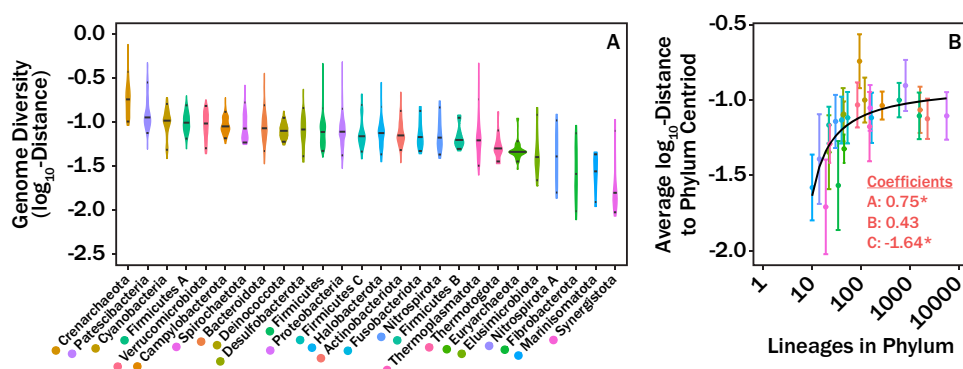 A
Genome Diversity
(log10-Distance)
0.0
-0.5
-1.0
-1.5
-2.0
-2.5
Crenarchaeota
Patescibacteria
Cyanobacteria
Firmicutes A
Verrucomicrobiota
Campylobacterota
Spirochaetota
Bacteroidota
Deinococcota
Desulfobacterota
Firmicutes
Proteobacteria
Firmicutes C
Halobacterota
Actinobacteriota
Fusobacteriota
Nitrospirota
Firmicutes B
Thermoplasmatota
Thermotogota
Euryarchaeota
Elusimicrobiota
Nitrospirota A
Fibrobacterota
Marinisomatota
Synergistota
B
Average log10-Distance
to Phylum Centriod
-0.5
-1.0
-1.5
-2.0
Coefficients
A: 0.75*
B: 0.43
C: -1.64*
1
10
100
1000
10000
Lineages in Phylum